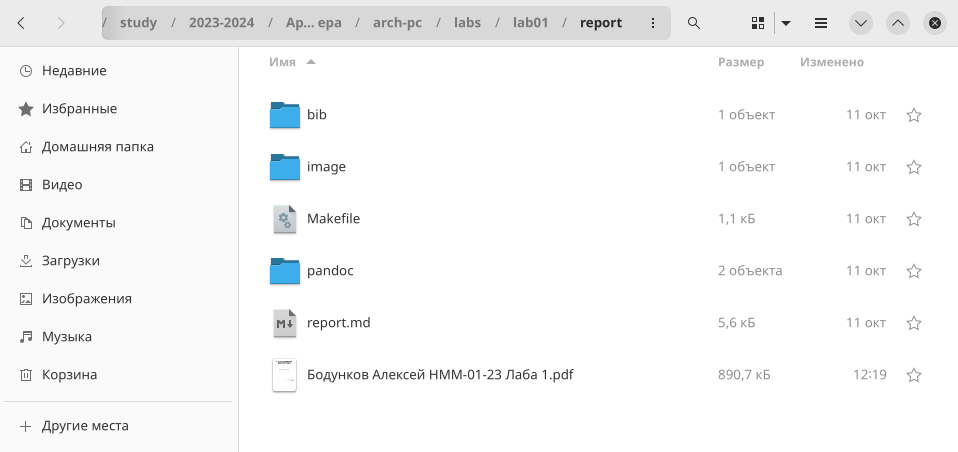 / study / 2023-2024 / Ap... epa / arch-pc / labs / lab01 / report
Имя Размер Изменено
Недавние
Избранные
Домашняя папка
Видео
Документы
Загрузки
Изображения
Музыка
Корзина
Другие места
bib 1 объект 11 окт
image 1 объект 11 окт
Makefile 1,1 кБ 11 окт
pandoc 2 объекта 11 окт
M report.md 5,6 кБ 11 окт
Бодунков Алексей НММ-01-23 Лаба 1.pdf 890,7 кБ 12:19